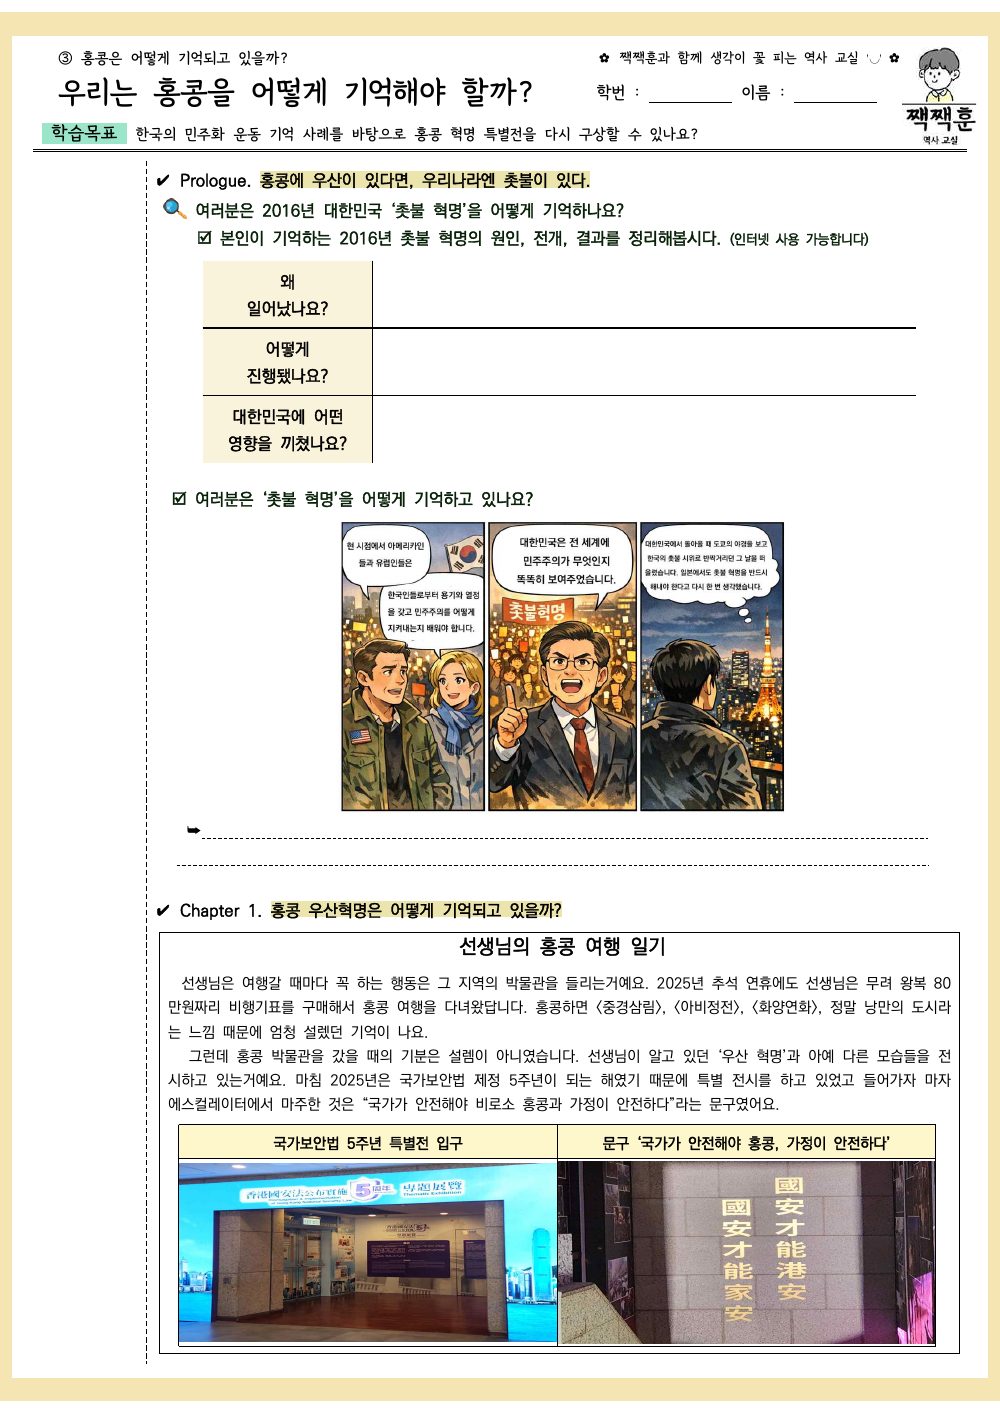 ③ 홍콩은 어떻게 기억되고 있을까?
✿ 짹짹훈과 함께 생각이 꽃 피는 역사 교실 '◡' ✿
우리는 홍콩을 어떻게 기억해야 할까?
학번 : 이름 :
짹짹훈
역사 교실
학습목표 한국의 민주화 운동 기억 사례를 바탕으로 홍콩 혁명 특별전을 다시 구상할 수 있나요?
✔ Prologue. 홍콩에 우산이 있다면, 우리나라엔 촛불이 있다.
여러분은 2016년 대한민국 ‘촛불 혁명’을 어떻게 기억하나요?
☑ 본인이 기억하는 2016년 촛불 혁명의 원인, 전개, 결과를 정리해봅시다. (인터넷 사용 가능합니다)
왜
일어났나요?
어떻게
진행됐나요?
대한민국에 어떤
영향을 끼쳤나요?
☑ 여러분은 ‘촛불 혁명’을 어떻게 기억하고 있나요?
현 시점에서 아메리카인
들과 유럽인들은
한국인들로부터 용기와 열정
을 갖고 민주주의를 어떻게
지켜내는지 배워야 합니다.
대한민국은 전 세계에
민주주의가 무엇인지
똑똑히 보여주었습니다.
촛불혁명
대한민국에서 돌아올 때 도쿄의 야경을 보고
한국의 촛불 시위로 반짝거리던 그 날을 떠
올렸습니다. 일본에서도 촛불 혁명을 반드시
해내야 한다고 다시 한 번 생각했습니다.
➥
✔ Chapter 1. 홍콩 우산혁명은 어떻게 기억되고 있을까?
선생님의 홍콩 여행 일기
선생님은 여행갈 때마다 꼭 하는 행동은 그 지역의 박물관을 들리는거예요. 2025년 추석 연휴에도 선생님은 무려 왕복 80
만원짜리 비행기표를 구매해서 홍콩 여행을 다녀왔답니다. 홍콩하면 <중경삼림>, <아비정전>, <화양연화>, 정말 낭만의 도시라
는 느낌 때문에 엄청 설렜던 기억이 나요.
그런데 홍콩 박물관을 갔을 때의 기분은 설렘이 아니였습니다. 선생님이 알고 있던 ‘우산 혁명’과 아예 다른 모습들을 전
시하고 있는거예요. 마침 2025년은 국가보안법 제정 5주년이 되는 해였기 때문에 특별 전시를 하고 있었고 들어가자 마자
에스컬레이터에서 마주한 것은 “국가가 안전해야 비로소 홍콩과 가정이 안전하다”라는 문구였어요.
국가보안법 5주년 특별전 입구
문구 ‘국가가 안전해야 홍콩, 가정이 안전하다’
香港國安法公布實施 5周年 專題展覽
Thematic Exhibition
國安才能港安
國安才能家安